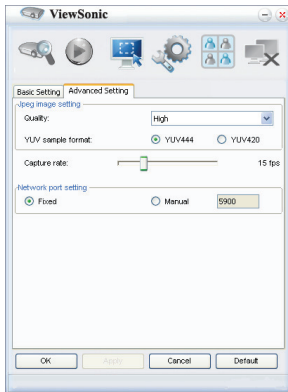 ViewSonic
Basic Setting Advanced Setting
Jpeg image setting
Quality: High
YUV sample format: YUV444 YUV420
Capture rate: 15 fps
Network port setting
Fixed Manual 5900
OK Apply Cancel Default